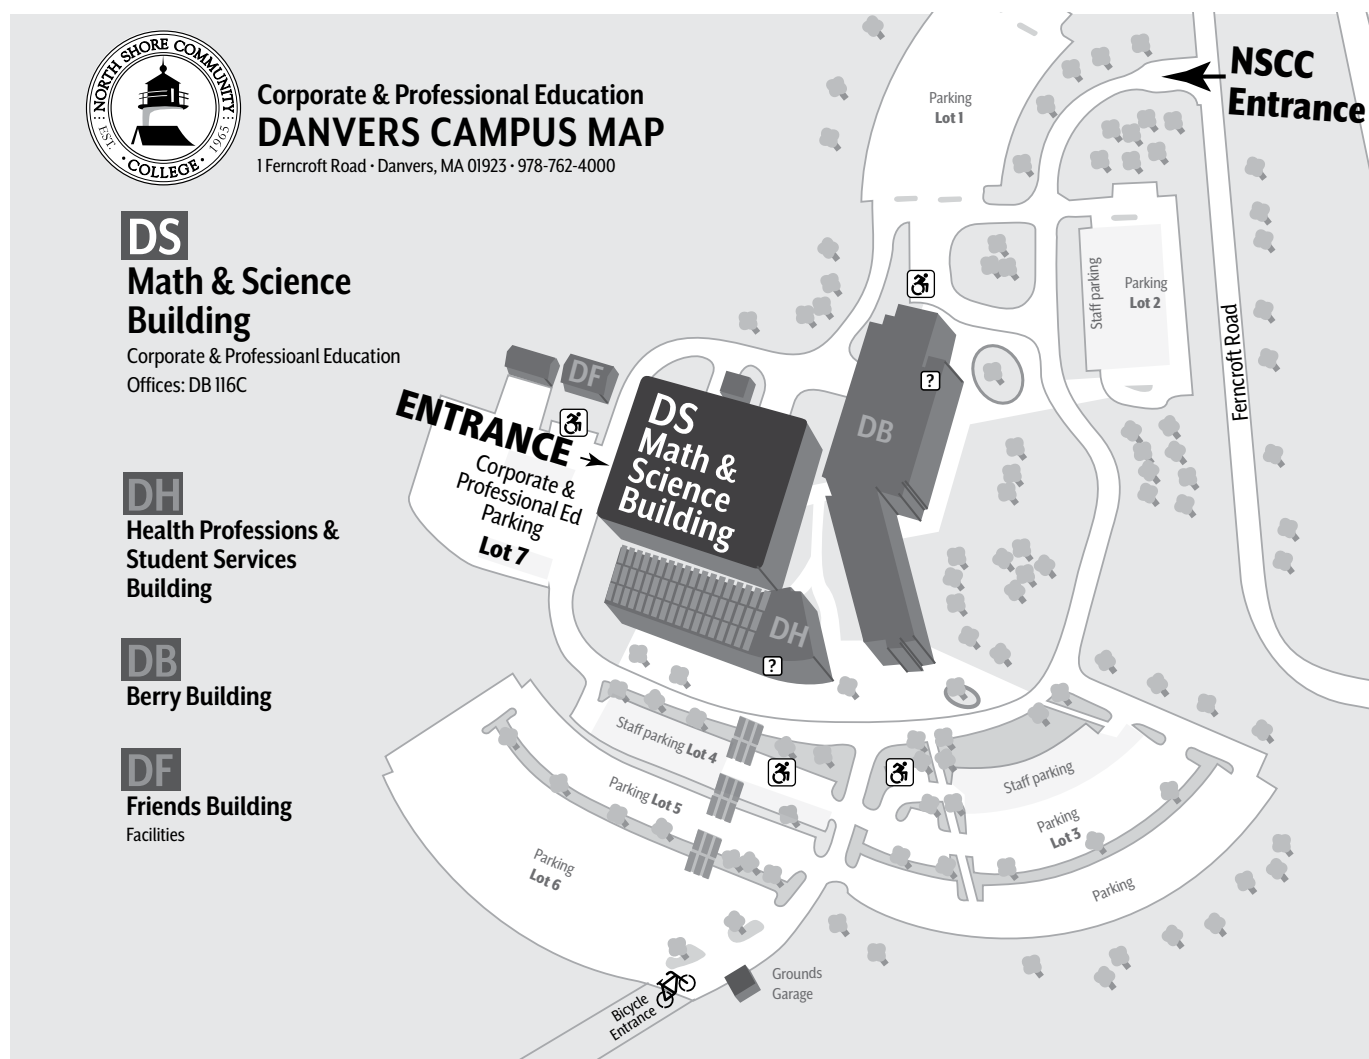 NORTH SHORE COMMUNITY
EST. 1965
• COLLEGE •
Corporate & Professional Education
DANVERS CAMPUS MAP
1 Ferncroft Road • Danvers, MA 01923 • 978-762-4000
DS
Math & Science
Building
Corporate & Professioanl Education
Offices: DB 116C
DH
Health Professions &
Student Services
Building
DB
Berry Building
DF
Friends Building
Facilities
NSCC
Entrance
Parking
Lot 1
Staff parking
Parking
Lot 2
Ferncroft Road
DF
ENTRANCE
Corporate &
Professional Ed
Parking
Lot 7
DS
Math &
Science
Building
DB
?
DH
?
Staff parking Lot 4
Parking Lot 5
Parking
Lot 6
Staff parking
Parking
Lot 3
Parking
Grounds
Garage
Bicycle
Entrance